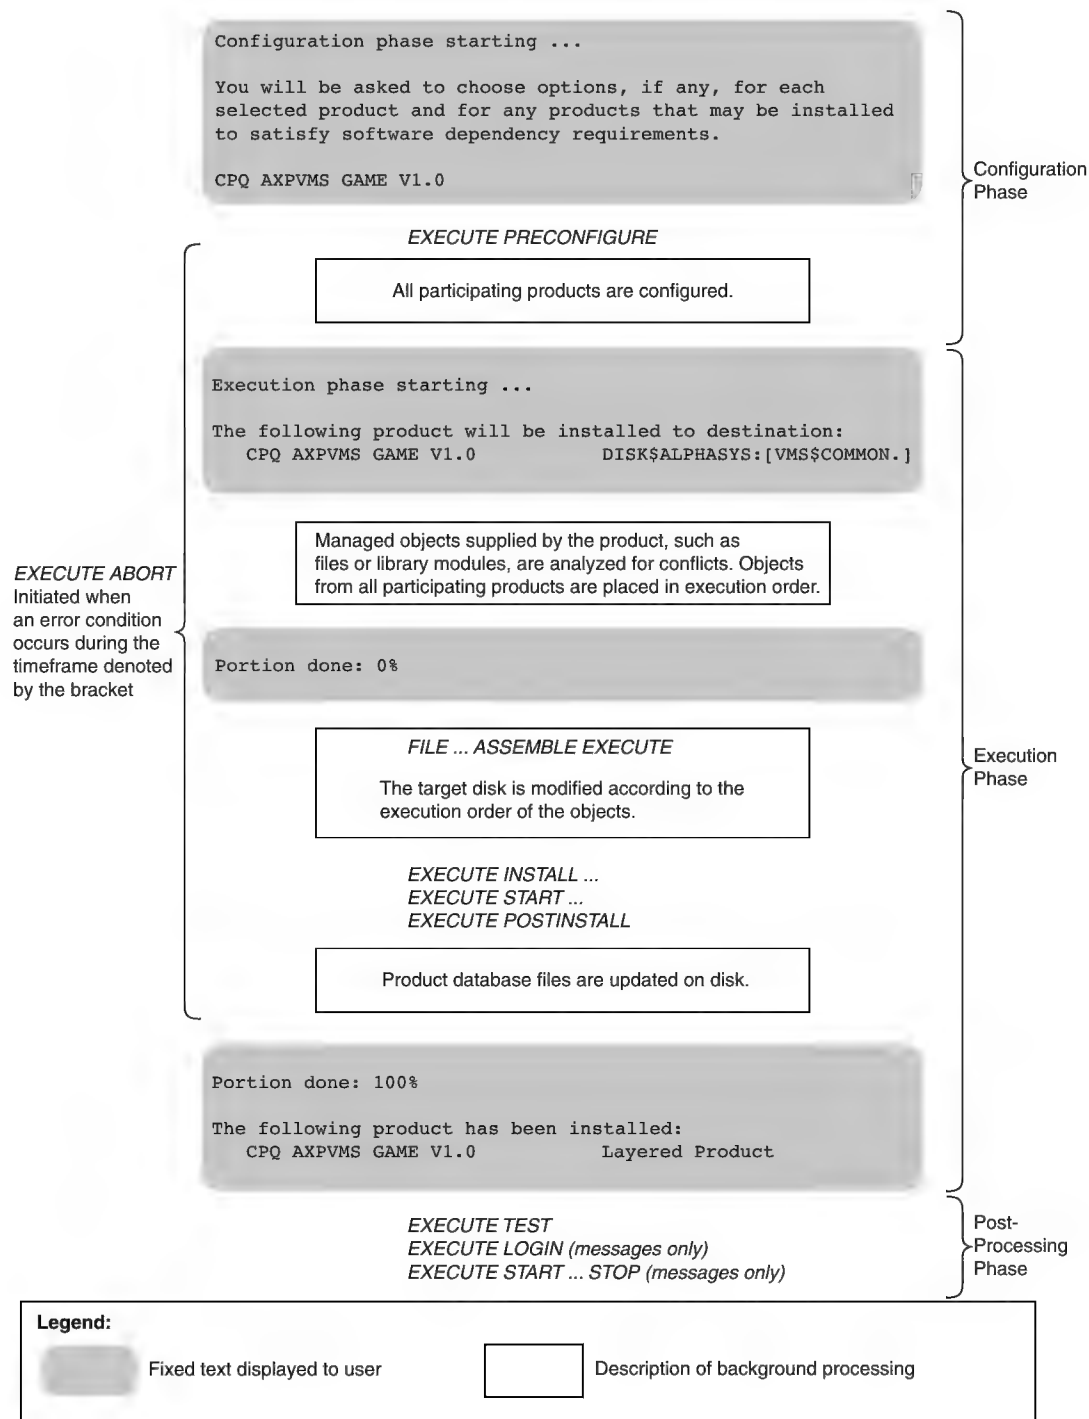 Configuration phase starting ...
You will be asked to choose options, if any, for each
selected product and for any products that may be installed
to satisfy software dependency requirements.
CPQ AXPVMS GAME V1.0
Configuration
Phase
EXECUTE PRECONFIGURE
All participating products are configured.
Execution phase starting ...
The following product will be installed to destination:
CPQ AXPVMS GAME V1.0 DISK$ALPHASYS:[VMS$COMMON.]
Managed objects supplied by the product, such as
files or library modules, are analyzed for conflicts. Objects
from all participating products are placed in execution order.
EXECUTE ABORT
Initiated when
an error condition
occurs during the
timeframe denoted
by the bracket
Portion done: 0%
FILE ... ASSEMBLE EXECUTE
The target disk is modified according to the
execution order of the objects.
Execution
Phase
EXECUTE INSTALL ...
EXECUTE START ...
EXECUTE POSTINSTALL
Product database files are updated on disk.
Portion done: 100%
The following product has been installed:
CPQ AXPVMS GAME V1.0 Layered Product
EXECUTE TEST
EXECUTE LOGIN (messages only)
EXECUTE START ... STOP (messages only)
Post-
Processing
Phase
Legend:
Fixed text displayed to user
Description of background processing